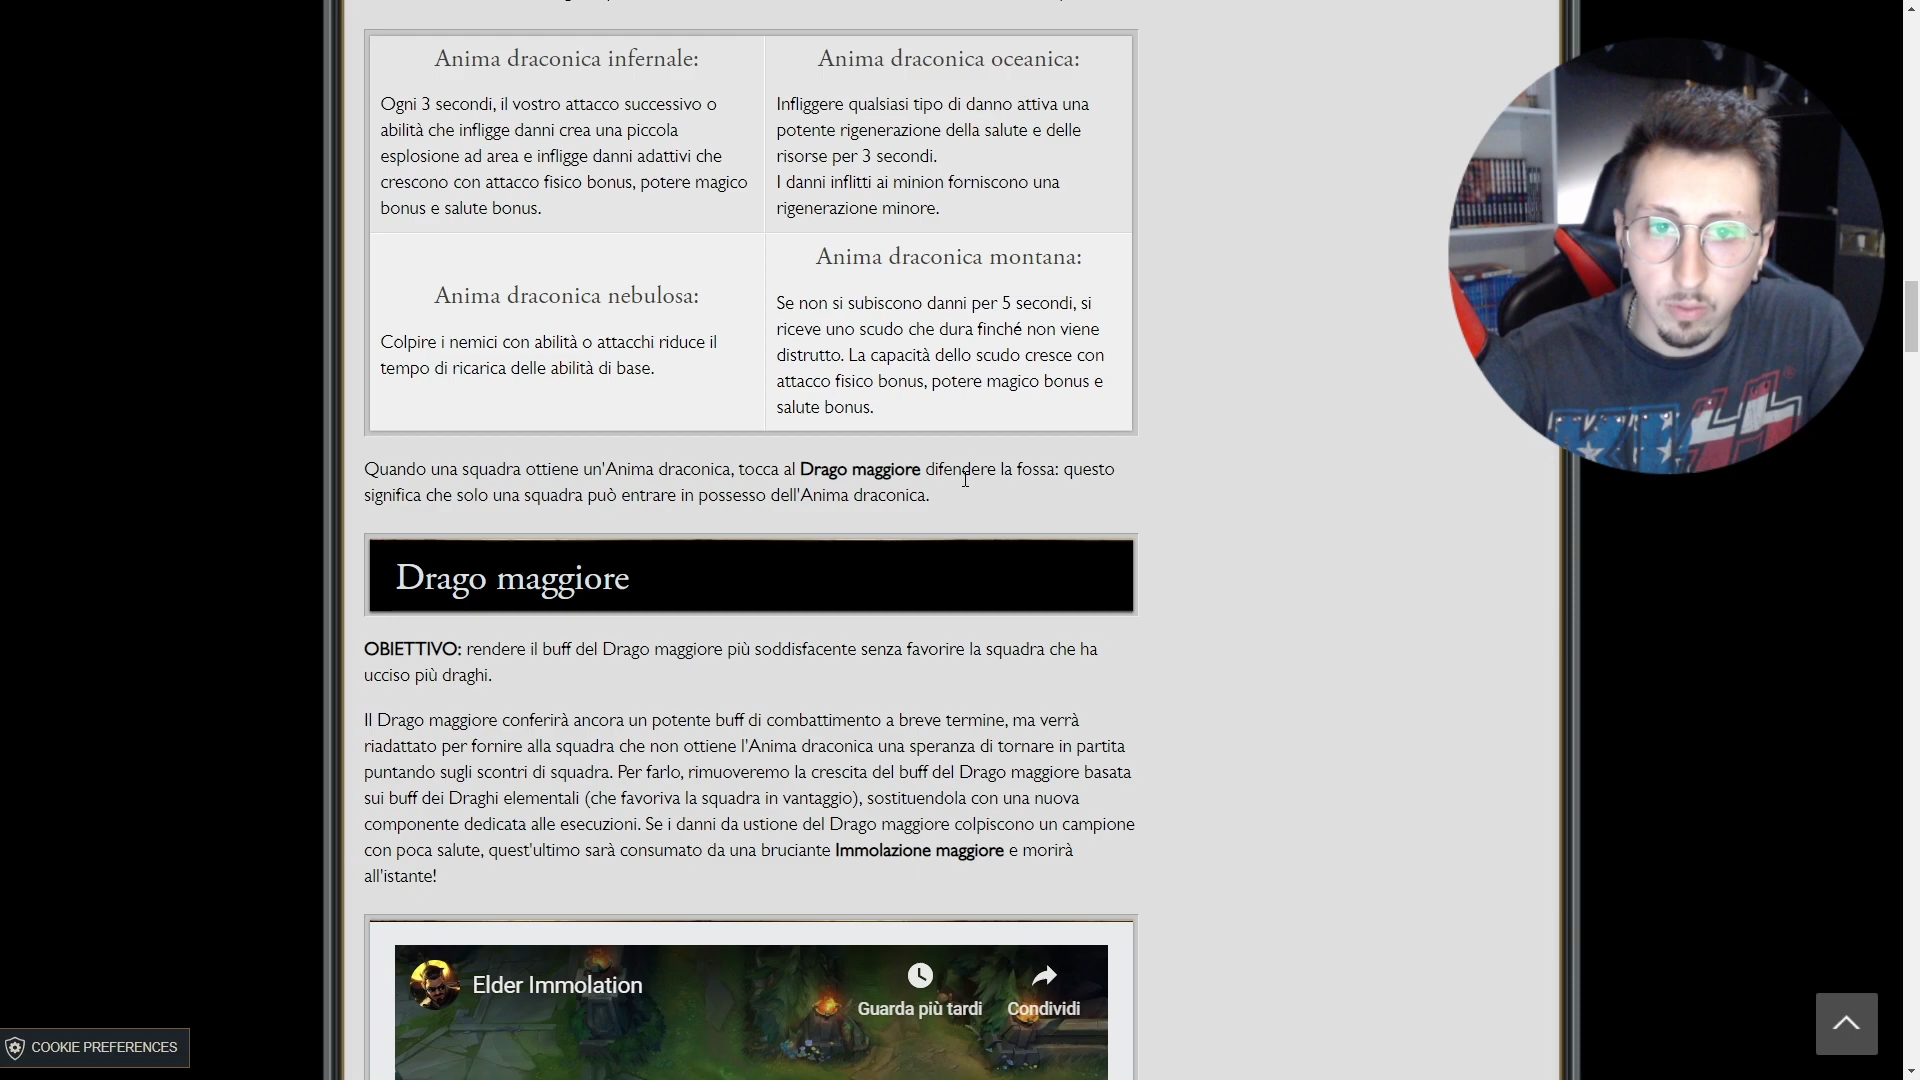 Anima draconica infernale:
Ogni 3 secondi, il vostro attacco successivo o
abilità che infligge danni crea una piccola
esplosione ad area e infligge danni adattivi che
crescono con attacco fisico bonus, potere magico
bonus e salute bonus.
Anima draconica oceanica:
Infliggere qualsiasi tipo di danno attiva una
potente rigenerazione della salute e delle
risorse per 3 secondi.
I danni inflitti ai minion forniscono una
rigenerazione minore.
Anima draconica nebulosa:
Colpire i nemici con abilità o attacchi riduce il
tempo di ricarica delle abilità di base.
Anima draconica montana:
Se non si subiscono danni per 5 secondi, si
riceve uno scudo che dura finché non viene
distrutto. La capacità dello scudo cresce con
attacco fisico bonus, potere magico bonus e
salute bonus.
Quando una squadra ottiene un'Anima draconica, tocca al Drago maggiore difendere la fossa: questo
significa che solo una squadra può entrare in possesso dell'Anima draconica.
Drago maggiore
OBIETTIVO: rendere il buff del Drago maggiore più soddisfacente senza favorire la squadra che ha
ucciso più draghi.
Il Drago maggiore conferirà ancora un potente buff di combattimento a breve termine, ma verrà
riadattato per fornire alla squadra che non ottiene l'Anima draconica una speranza di tornare in partita
puntando sugli scontri di squadra. Per farlo, rimuoveremo la crescita del buff del Drago maggiore basata
sui buff dei Draghi elementali (che favoriva la squadra in vantaggio), sostituendola con una nuova
componente dedicata alle esecuzioni. Se i danni da ustione del Drago maggiore colpiscono un campione
con poca salute, quest'ultimo sarà consumato da una bruciante Immolazione maggiore e morirà
all'istante!
Elder Immolation
Guarda più tardi
Condividi
COOKIE PREFERENCES